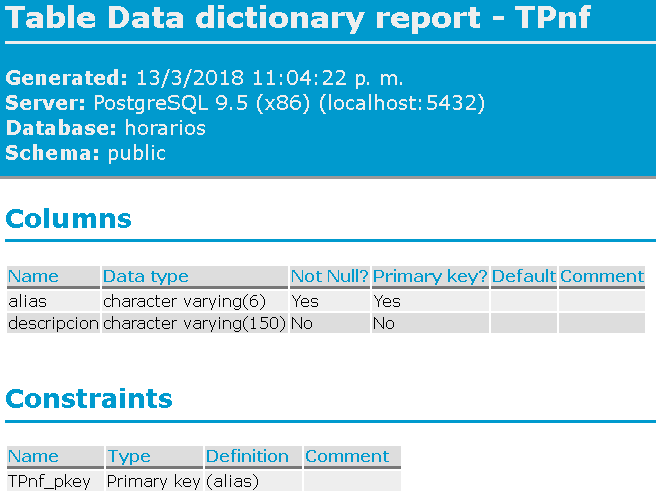 Table Data dictionary report - TPnf
Generated: 13/3/2018 11:04:22 p. m.
Server: PostgreSQL 9.5 (x86) (localhost:5432)
Database: horarios
Schema: public
Columns
Name Data type Not Null? Primary key? Default Comment
alias character varying(6) Yes Yes
descripcion character varying(150) No No
Constraints
Name Type Definition Comment
TPnf_pkey Primary key (alias)